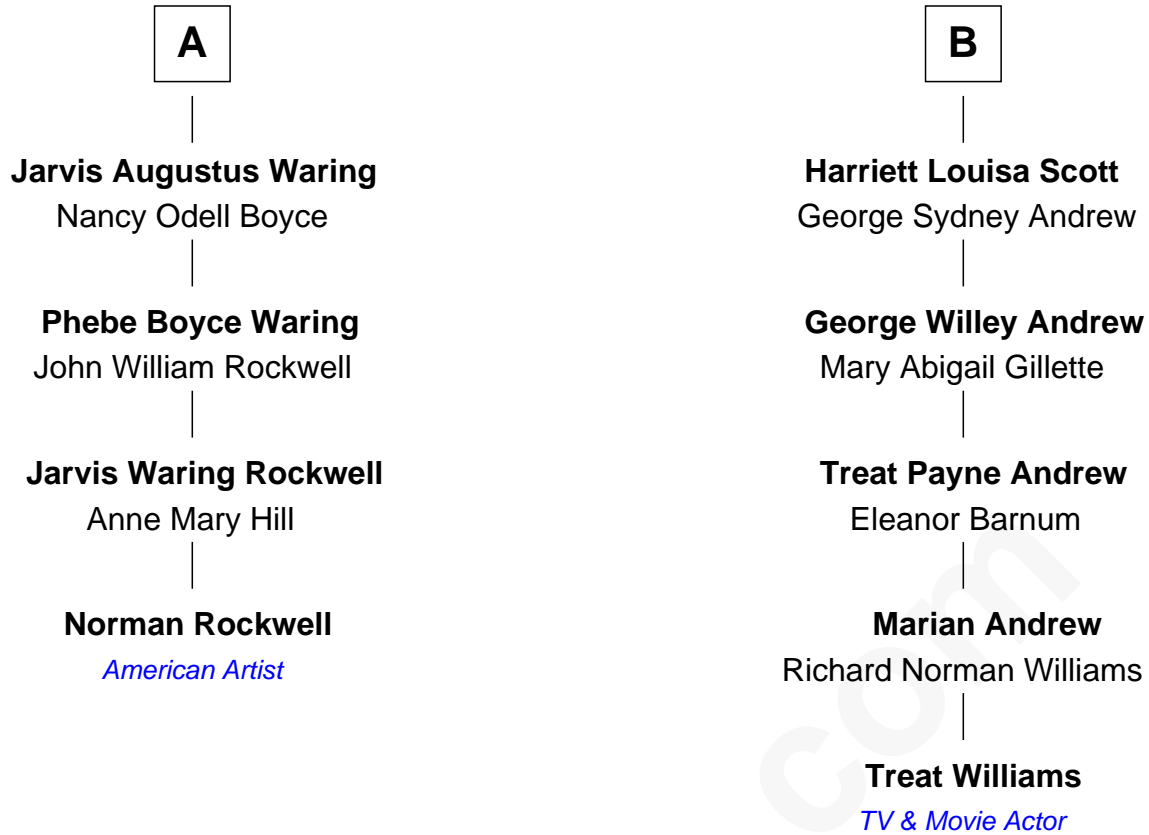 A
Jarvis Augustus Waring
Nancy Odell Boyce
Phebe Boyce Waring
John William Rockwell
Jarvis Waring Rockwell
Anne Mary Hill
Norman Rockwell
American Artist
B
Harriett Louisa Scott
George Sydney Andrew
George Willey Andrew
Mary Abigail Gillette
Treat Payne Andrew
Eleanor Barnum
Marian Andrew
Richard Norman Williams
Treat Williams
TV & Movie Actor
com